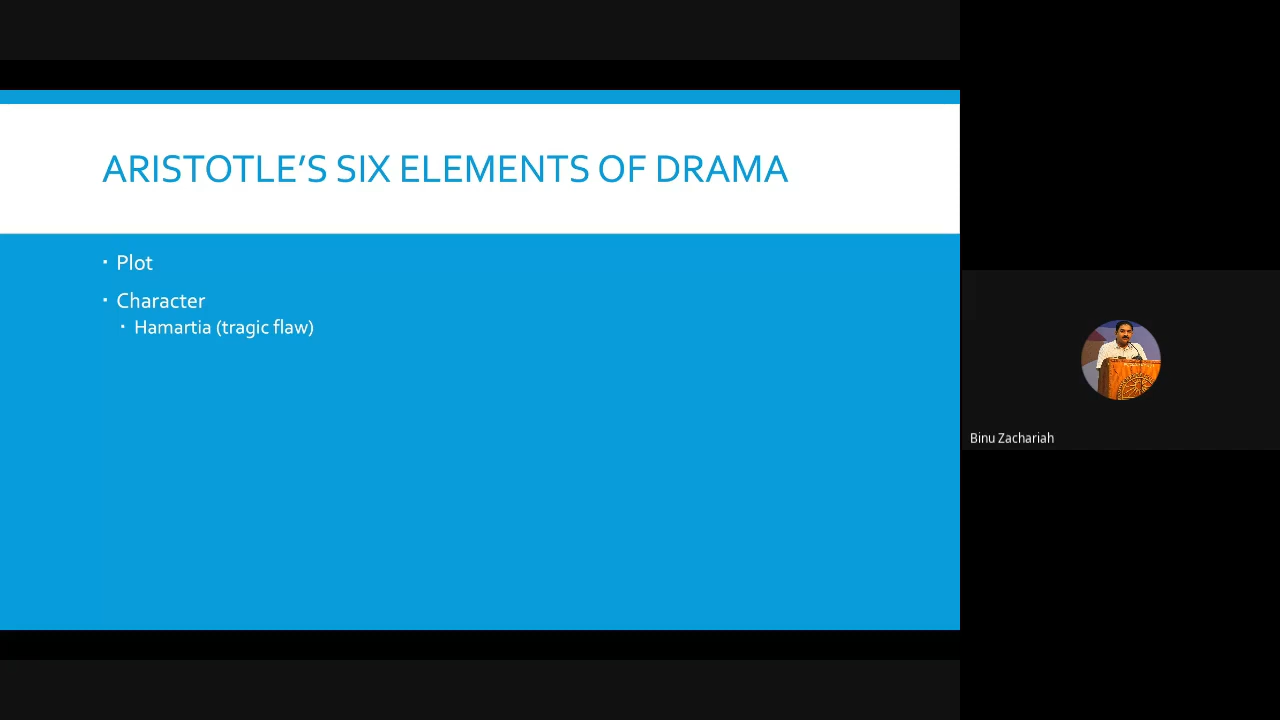 ARISTOTLE’S SIX ELEMENTS OF DRAMA
▪ Plot
▪ Character
▪ Hamartia (tragic flaw)
Binu Zachariah